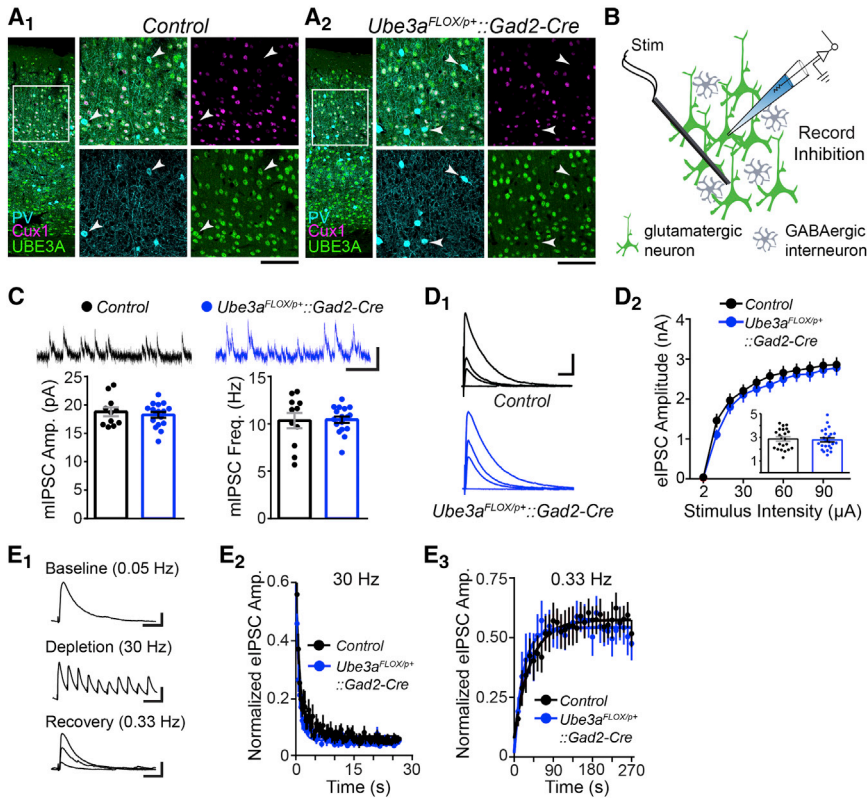 A1
Control
A2
Ube3aFLOX/p+::Gad2-Cre
B
PV
Cux1
UBE3A
PV
Cux1
UBE3A
Stim
Record
Inhibition
glutamatergic
neuron
GABAergic
interneuron
C
Control
Ube3aFLOX/p+::Gad2-Cre
mIPSC Amp. (pA)
25
20
15
10
5
0
mIPSC Freq. (Hz)
15
10
5
0
D1
Control
Ube3aFLOX/p+::Gad2-Cre
D2
Control
Ube3aFLOX/p+
::Gad2-Cre
eIPSC Amplitude (nA)
4
3
2
1
0
5
3
1
2
30
60
90
Stimulus Intensity (µA)
E1
Baseline (0.05 Hz)
Depletion (30 Hz)
Recovery (0.33 Hz)
E2
30 Hz
Control
Ube3aFLOX/p+
::Gad2-Cre
Normalized eIPSC Amp.
0.6
0.4
0.2
0
0
15
30
Time (s)
E3
0.33 Hz
Control
Ube3aFLOX/p+
::Gad2-Cre
Normalized eIPSC Amp.
0.75
0.50
0.25
0
0
90
180
270
Time (s)